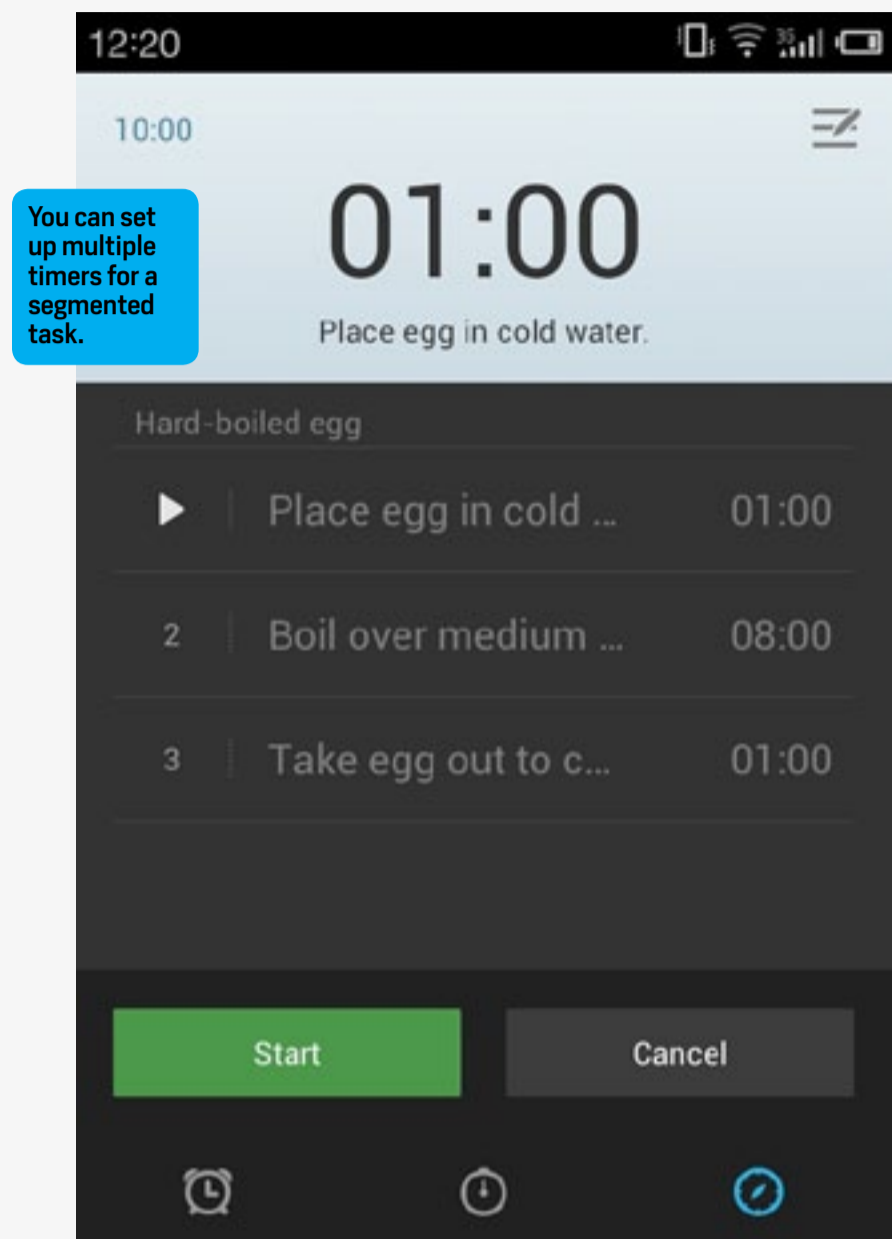 12:20
3G
10:00
01:00
You can set
up multiple
timers for a
segmented
task.
Place egg in cold water.
Hard-boiled egg
Place egg in cold ... 01:00
2 Boil over medium ... 08:00
3 Take egg out to c... 01:00
Start Cancel